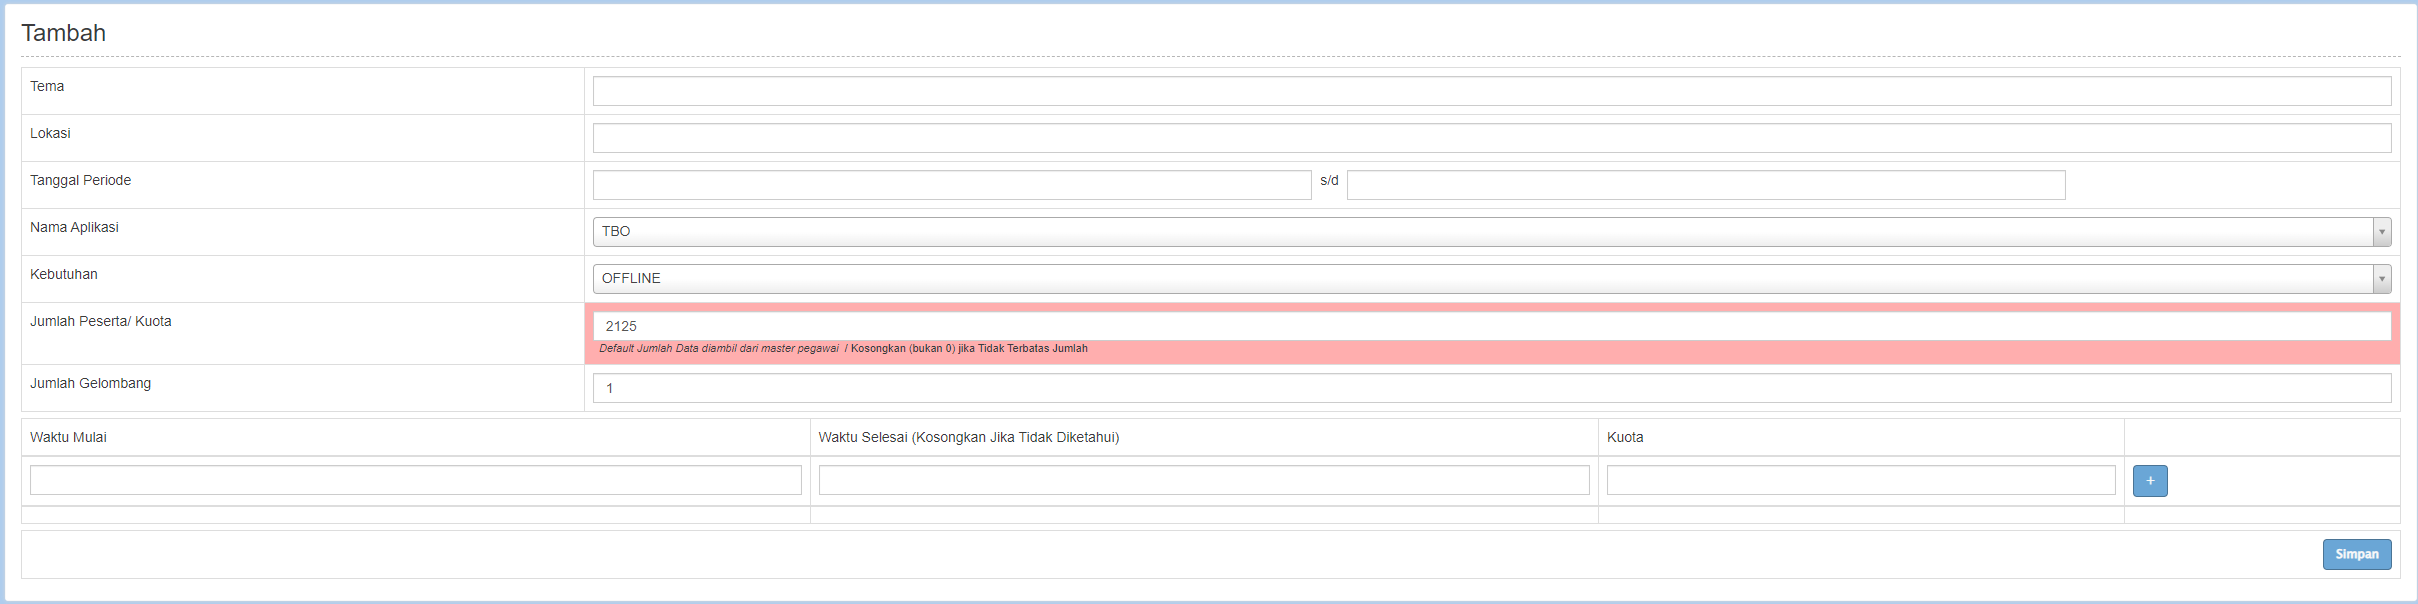 Tambah
Tema
Lokasi
Tanggal Periode s/d
Nama Aplikasi TBO
Kebutuhan OFFLINE
Jumlah Peserta/ Kuota 2125
Default Jumlah Data diambil dari master pegawai / Kosongkan (bukan 0) jika Tidak Terbatas Jumlah
Jumlah Gelombang 1
Waktu Mulai Waktu Selesai (Kosongkan Jika Tidak Diketahui) Kuota
+
Simpan